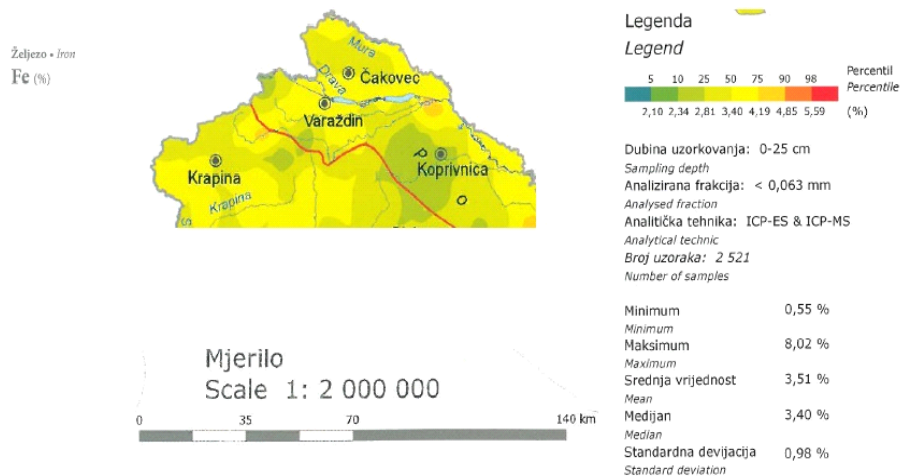 Željezo • Iron
Fe (%)
Mura
Drava
Čakovec
Varaždin
Koprivnica
Krapina
Krapina
S
Legenda
Legend
5 10 25 50 75 90 98
Percentil
Percentile
2,10 2,34 2,81 3,40 4,19 4,85 5,59
(%)
Dubina uzorkovanja: 0-25 cm
Sampling depth
Analizirana frakcija: < 0,063 mm
Analysed fraction
Analitička tehnika: ICP-ES & ICP-MS
Analytical technic
Broj uzoraka: 2 521
Number of samples
Minimum 0,55 %
Minimum
Maksimum 8,02 %
Maximum
Srednja vrijednost 3,51 %
Mean
Medijan 3,40 %
Median
Standardna devijacija 0,98 %
Standard deviation
Mjerilo
Scale 1: 2 000 000
0 35 70 140 km